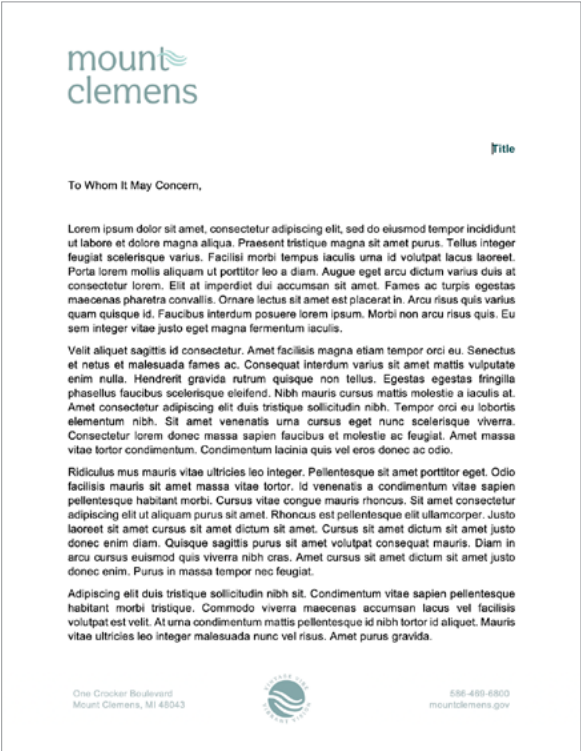 mount
clemens
Title
To Whom It May Concern,
Lorem ipsum dolor sit amet, consectetur adipiscing elit, sed do eiusmod tempor incididunt
ut labore et dolore magna aliqua. Praesent tristique magna sit amet purus. Tellus integer
feugiat scelerisque varius. Facilisi morbi tempus iaculis urna id volutpat lacus laoreet.
Porta lorem mollis aliquam ut porttitor leo a diam. Augue eget arcu dictum varius duis at
consectetur lorem. Elit at imperdiet dui accumsan sit amet. Fames ac turpis egestas
maecenas pharetra convallis. Ornare lectus sit amet est placerat in. Arcu risus quis varius
quam quisque id. Faucibus interdum posuere lorem ipsum. Morbi non arcu risus quis. Eu
sem integer vitae justo eget magna fermentum iaculis.
Velit aliquet sagittis id consectetur. Amet facilisis magna etiam tempor orci eu. Senectus
et netus et malesuada fames ac. Consequat interdum varius sit amet mattis vulputate
enim nulla. Hendrerit gravida rutrum quisque non tellus. Egestas egestas fringilla
phasellus faucibus scelerisque eleifend. Nibh mauris cursus mattis molestie a iaculis at.
Amet consectetur adipiscing elit duis tristique sollicitudin nibh. Tempor orci eu lobortis
elementum nibh. Sit amet venenatis urna cursus eget nunc scelerisque viverra.
Consectetur lorem donec massa sapien faucibus et molestie ac feugiat. Amet massa
vitae tortor condimentum. Condimentum lacinia quis vel eros donec ac odio.
Ridiculus mus mauris vitae ultricies leo integer. Pellentesque sit amet porttitor eget. Odio
facilisis mauris sit amet massa vitae tortor. Id venenatis a condimentum vitae sapien
pellentesque habitant morbi. Cursus vitae congue mauris rhoncus. Sit amet consectetur
adipiscing elit ut aliquam purus sit amet. Rhoncus est pellentesque elit ullamcorper. Justo
laoreet sit amet cursus sit amet dictum sit amet. Cursus sit amet dictum sit amet justo
donec enim diam. Quisque sagittis purus sit amet volutpat consequat mauris. Diam in
arcu cursus euismod quis viverra nibh cras. Amet cursus sit amet dictum sit amet justo
donec enim. Purus in massa tempor nec feugiat.
Adipiscing elit duis tristique sollicitudin nibh sit. Condimentum vitae sapien pellentesque
habitant morbi tristique. Commodo viverra maecenas accumsan lacus vel facilisis
volutpat est velit. At urna condimentum mattis pellentesque id nibh tortor id aliquet. Mauris
vitae ultricies leo integer malesuada nunc vel risus. Amet purus gravida.
One Crocker Boulevard
Mount Clemens, MI 48043
586-469-6800
mountclemens.gov